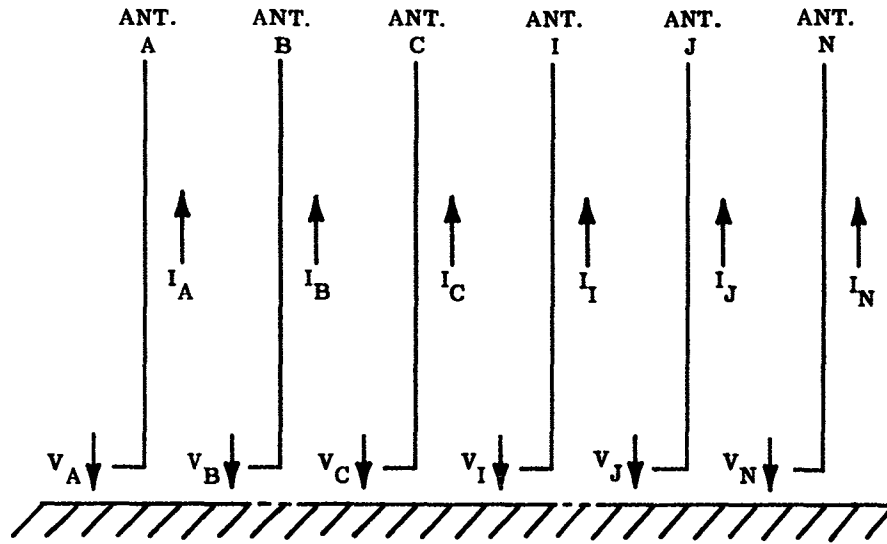 ANT. ANT. ANT. ANT. ANT. ANT.
A B C I J N
I_A I_B I_C I_I I_J I_N
V_A V_B V_C V_I V_J V_N